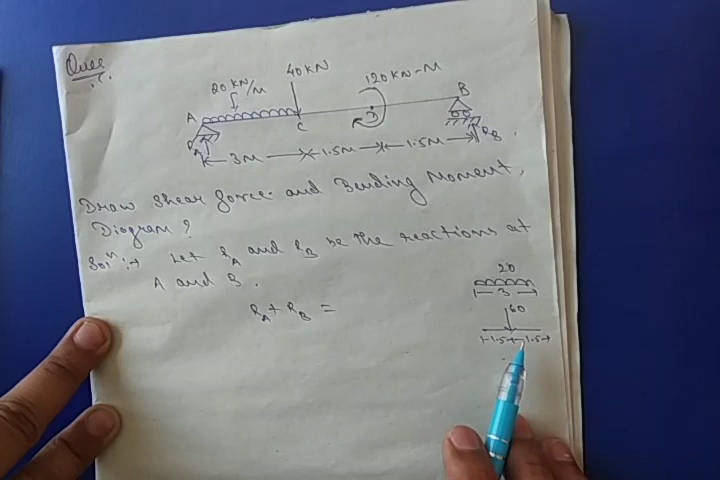 Ques
20 KN/M 40 KN 120 KN-M
A C D B
RA 3M 1.5M 1.5M RB
Draw shear force and Bending Moment
Diagram ?
Solⁿ :→ Let RA and RB be the reactions at
A and B.
RA + RB =
20
3
60
1.5 1.5